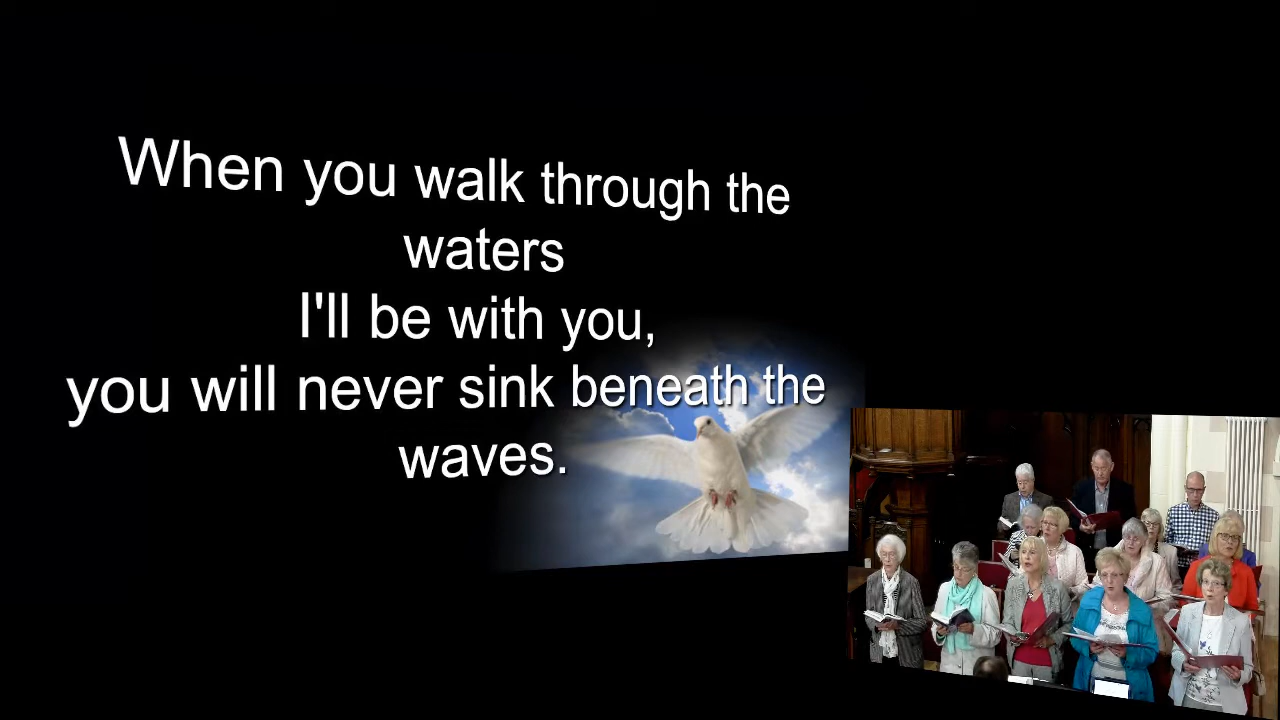 When you walk through the
waters
I'll be with you,
you will never sink beneath the
waves.